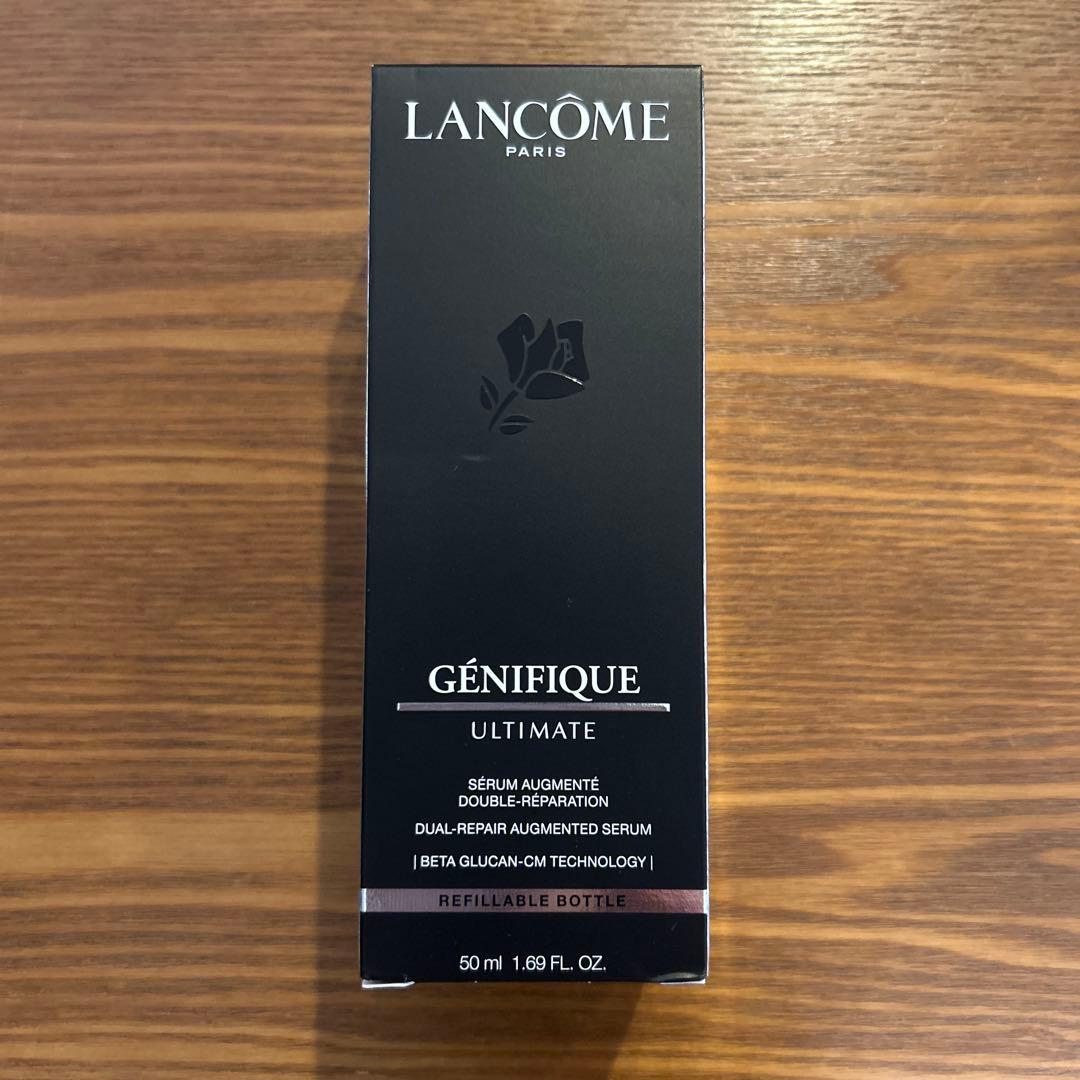 LANCÔME
PARIS
GÉNIFIQUE
ULTIMATE
SÉRUM AUGMENTÉ
DOUBLE-RÉPARATION
DUAL-REPAIR AUGMENTED SERUM
| BETA GLUCAN-CM TECHNOLOGY |
REFILLABLE BOTTLE
50 ml 1.69 FL. OZ.